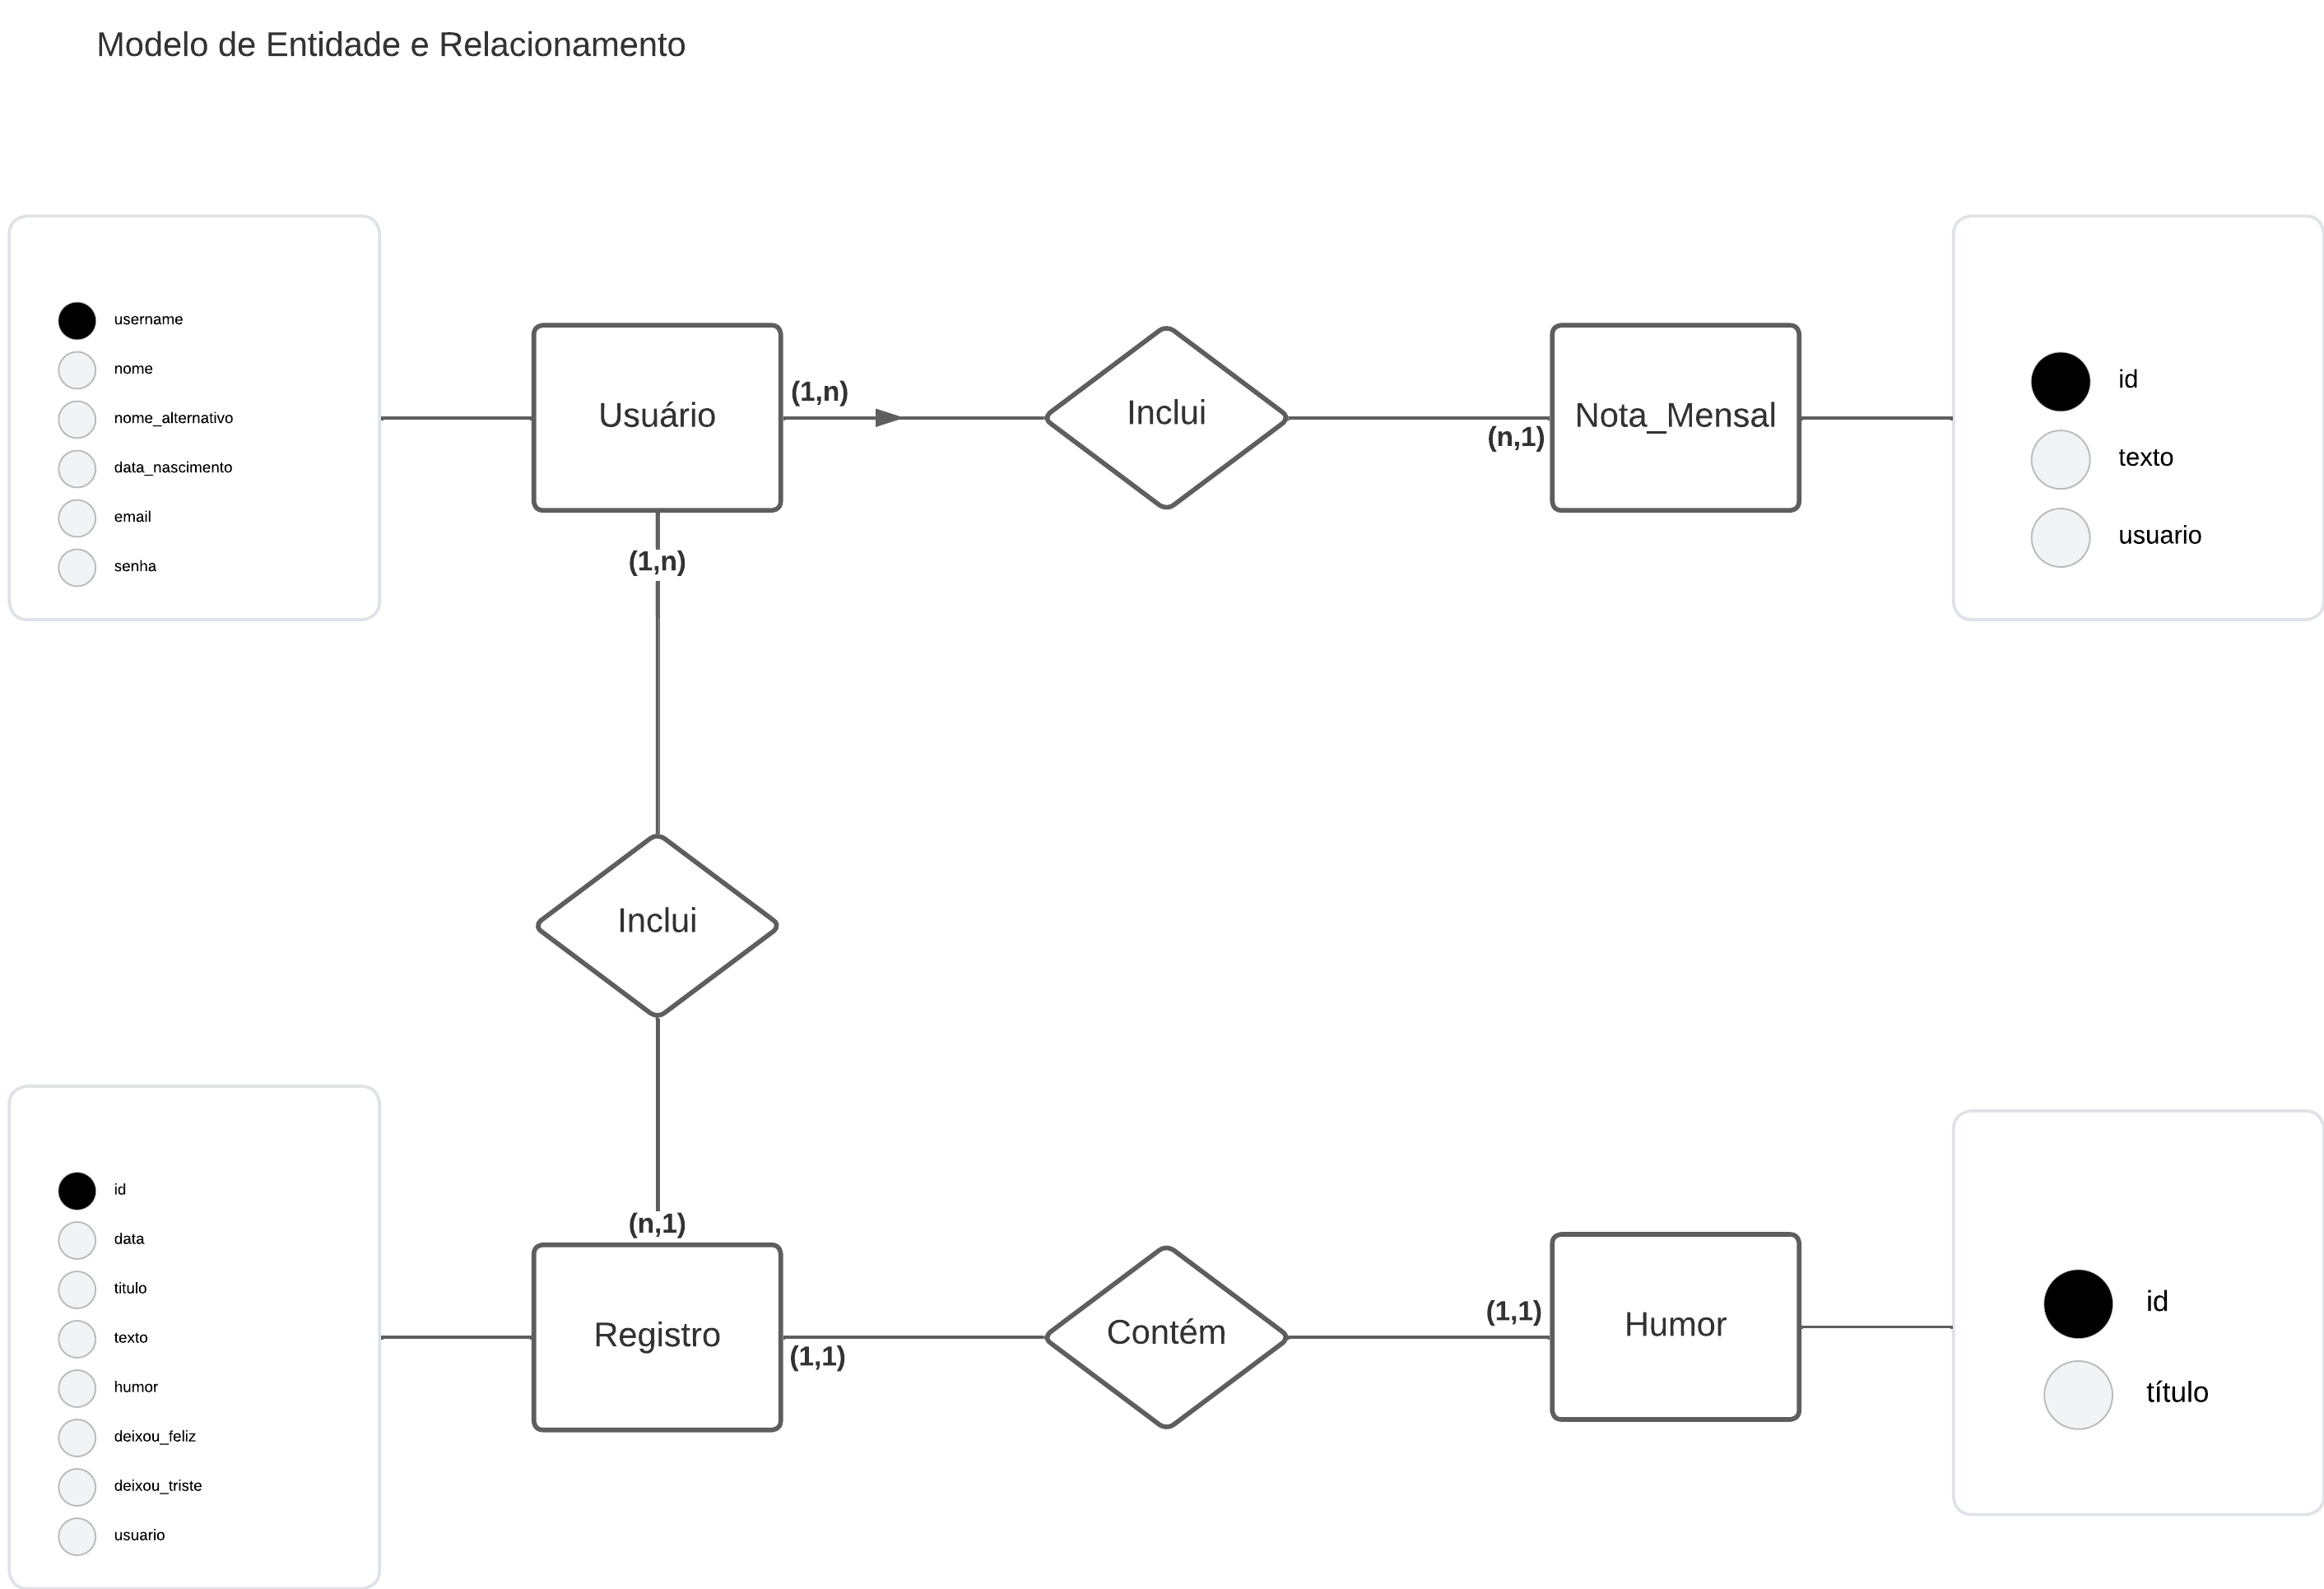 Modelo de Entidade e Relacionamento
username
nome
nome_alternativo
data_nascimento
email
senha
Usuário
(1,n)
Inclui
(n,1)
Nota_Mensal
id
texto
usuario
(1,n)
Inclui
(n,1)
id
data
titulo
texto
humor
deixou_feliz
deixou_triste
usuario
Registro
(1,1)
Contém
(1,1)
Humor
id
título